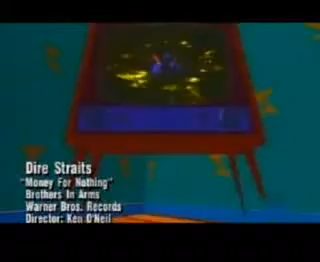 Dire Straits
"Money For Nothing"
Brothers In Arms
Warner Bros. Records
Director: Ken O'Neil